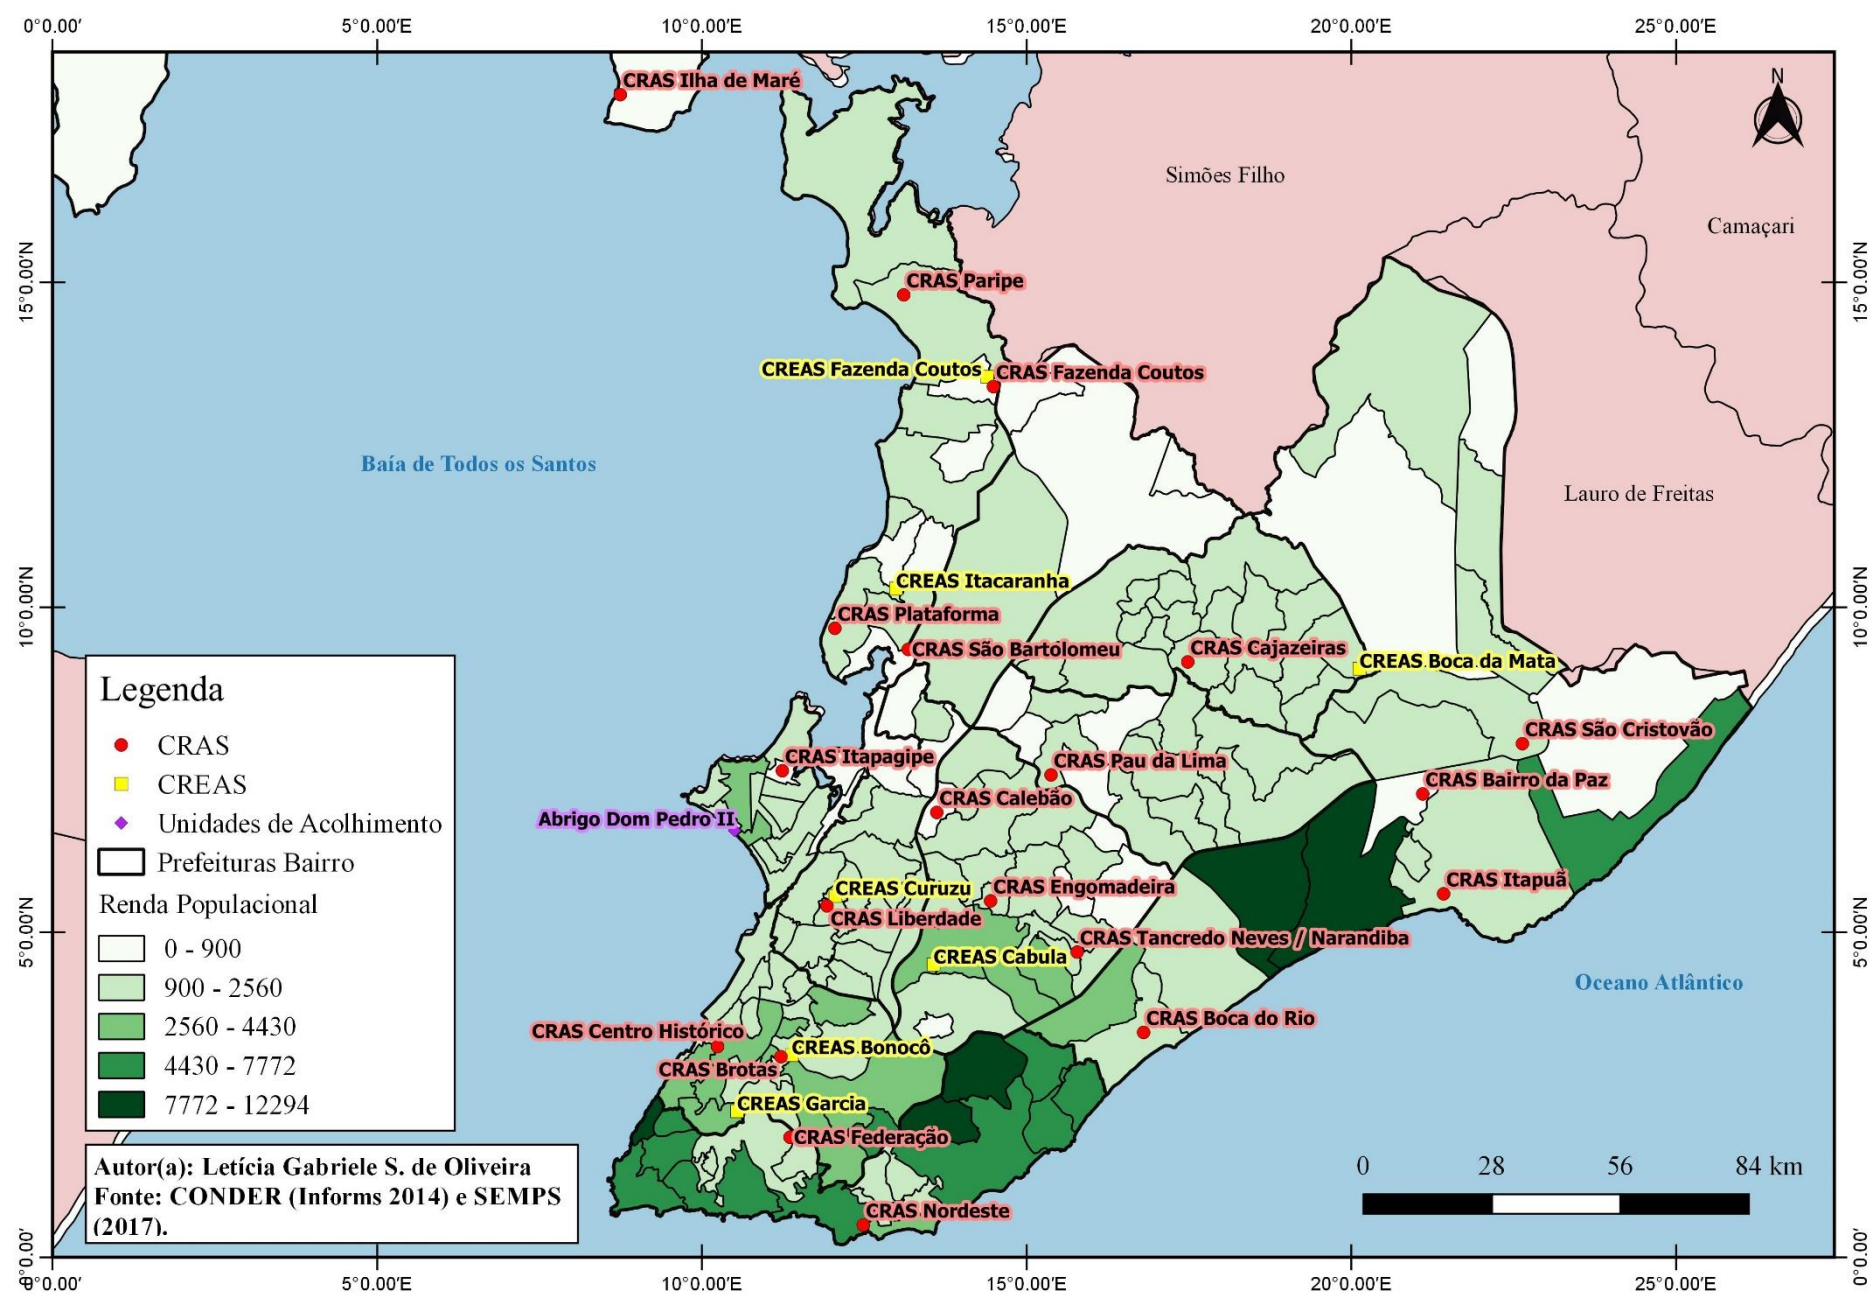 0°0.00′ 5°0.00′E 10°0.00′E 15°0.00′E 20°0.00′E 25°0.00′E
N
CRAS Ilha de Maré
Simões Filho
Camaçari
15°0.00′N 15°0.00′N
CRAS Paripe
CREAS Fazenda Coutos
CRAS Fazenda Coutos
Baía de Todos os Santos
Lauro de Freitas
10°0.00′N 10°0.00′N
CREAS Itacaranha
CRAS Plataforma
CRAS São Bartolomeu
CRAS Cajazeiras
CREAS Boca da Mata
CRAS São Cristovão
CRAS Itapagipe
CRAS Pau da Lima
CRAS Bairro da Paz
CRAS Calebão
Abrigo Dom Pedro II
CREAS Curuzu
CRAS Engomadeira
CRAS Itapuã
CRAS Liberdade
CRAS Tancredo Neves / Narandiba
5°0.00′N 5°0.00′N
CREAS Cabula
Oceano Atlântico
CRAS Centro Histórico
CRAS Boca do Rio
CREAS Bonocô
CRAS Brotas
CREAS Garcia
CRAS Federação
CRAS Nordeste
Legenda
CRAS
CREAS
Unidades de Acolhimento
Prefeituras Bairro
Renda Populacional
0 - 900
900 - 2560
2560 - 4430
4430 - 7772
7772 - 12294
Autor(a): Letícia Gabriele S. de Oliveira
Fonte: CONDER (Informs 2014) e SEMPS
(2017).
0 28 56 84 km
0°0.00′ 0°0.00′
0°0.00′ 5°0.00′E 10°0.00′E 15°0.00′E 20°0.00′E 25°0.00′E